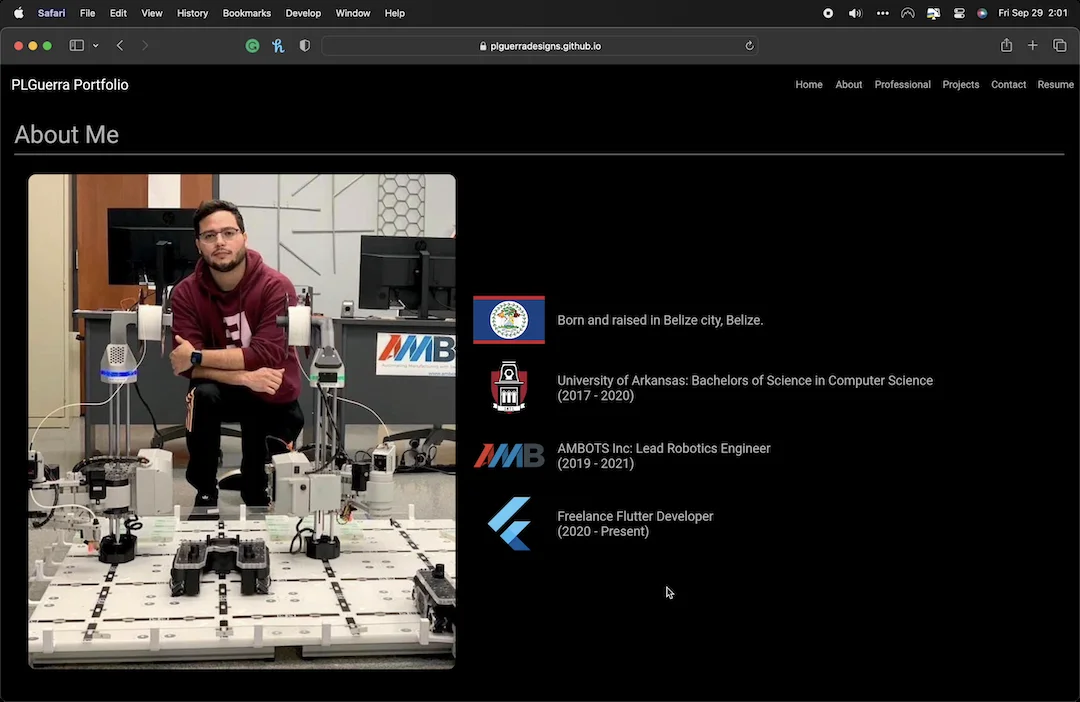 Safari File Edit View History Bookmarks Develop Window Help Fri Sep 29 2:01
plguerradesigns.github.io
PLGuerra Portfolio
Home About Professional Projects Contact Resume
About Me
AMB
Born and raised in Belize city, Belize.
University of Arkansas: Bachelors of Science in Computer Science
(2017 - 2020)
AMB
AMBOTS Inc: Lead Robotics Engineer
(2019 - 2021)
Freelance Flutter Developer
(2020 - Present)